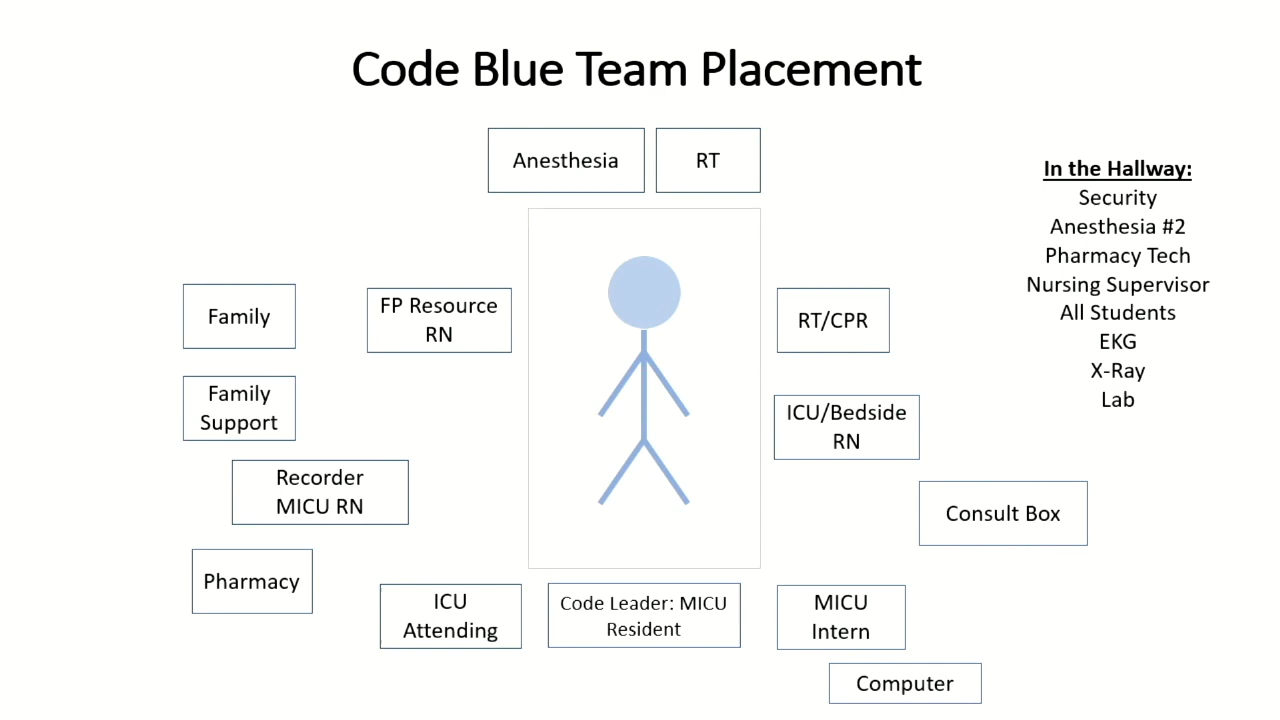 Code Blue Team Placement
Anesthesia
RT
In the Hallway:
Security
Anesthesia #2
Pharmacy Tech
Nursing Supervisor
All Students
EKG
X-Ray
Lab
Family
FP Resource
RN
RT/CPR
Family
Support
ICU/Bedside
RN
Recorder
MICU RN
Consult Box
Pharmacy
ICU
Attending
Code Leader: MICU
Resident
MICU
Intern
Computer